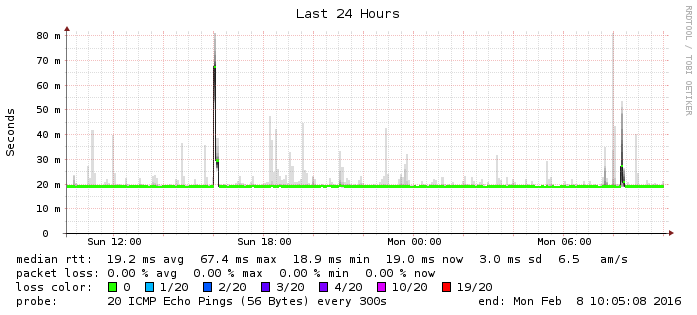 Last 24 Hours
RRDTOOL / TOBI OETIKER
Seconds
80 m
70 m
60 m
50 m
40 m
30 m
20 m
10 m
0
Sun 12:00 Sun 18:00 Mon 00:00 Mon 06:00
median rtt: 19.2 ms avg 67.4 ms max 18.9 ms min 19.0 ms now 3.0 ms sd 6.5 am/s
packet loss: 0.00 % avg 0.00 % max 0.00 % min 0.00 % now
loss color: 0 1/20 2/20 3/20 4/20 10/20 19/20
probe: 20 ICMP Echo Pings (56 Bytes) every 300s end: Mon Feb 8 10:05:08 2016